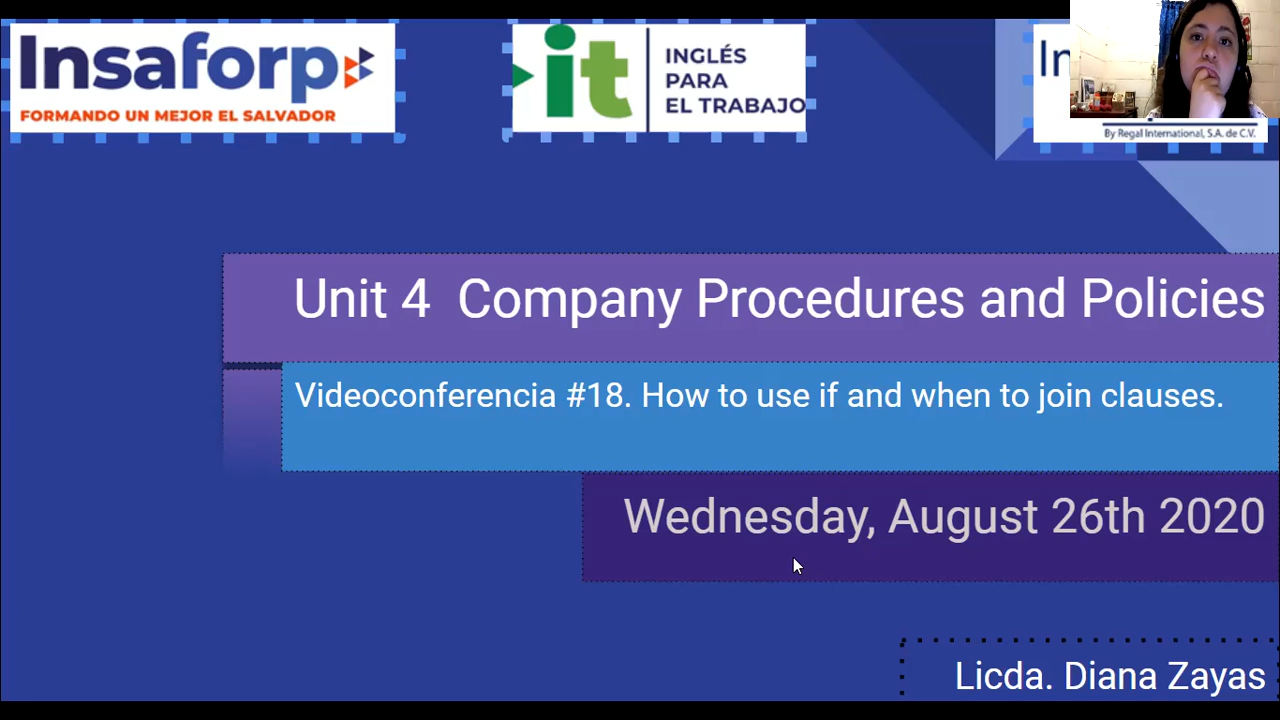 Insaforp
FORMANDO UN MEJOR EL SALVADOR
it
INGLÉS
PARA
EL TRABAJO
By Regal International, S.A. de C.V.
Unit 4 Company Procedures and Policies
Videoconferencia #18. How to use if and when to join clauses.
Wednesday, August 26th 2020
Licda. Diana Zayas